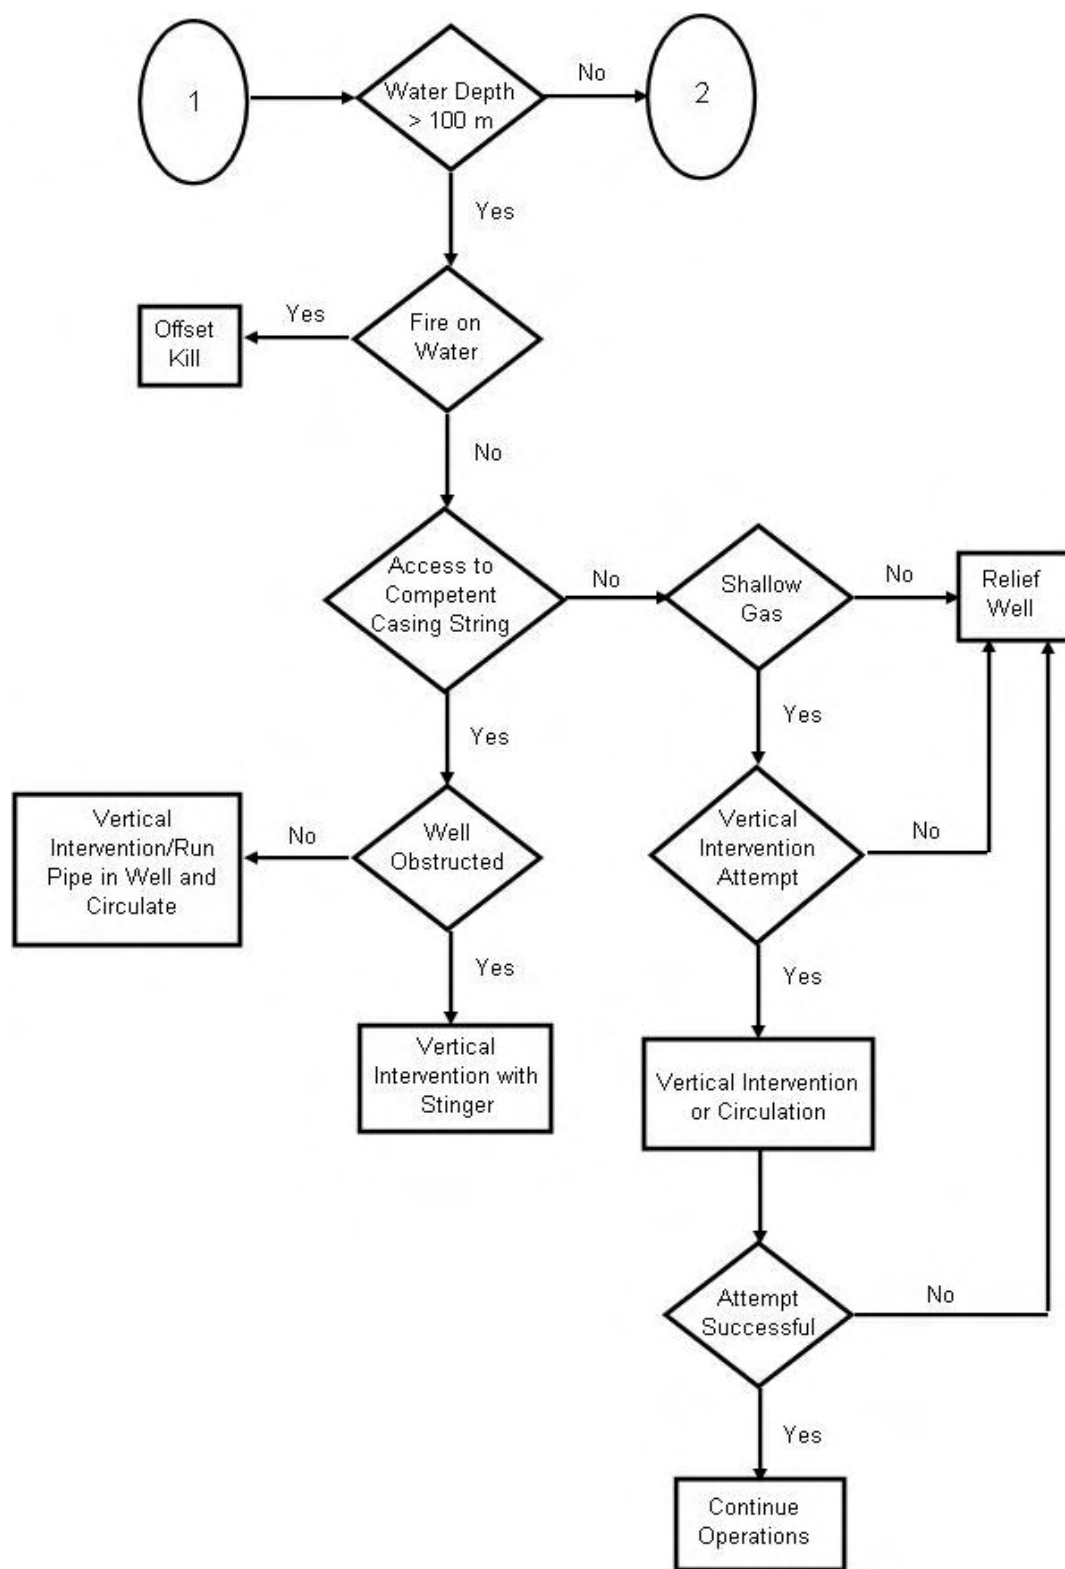 1
Water Depth
> 100 m
No
2
Yes
Fire on
Water
Yes
Offset
Kill
No
Access to
Competent
Casing String
No
Shallow
Gas
No
Relief
Well
Yes
Yes
Vertical
Intervention/Run
Pipe in Well and
Circulate
No
Well
Obstructed
Vertical
Intervention
Attempt
No
Yes
Yes
Vertical
Intervention with
Stinger
Vertical Intervention
or Circulation
Attempt
Successful
No
Yes
Continue
Operations